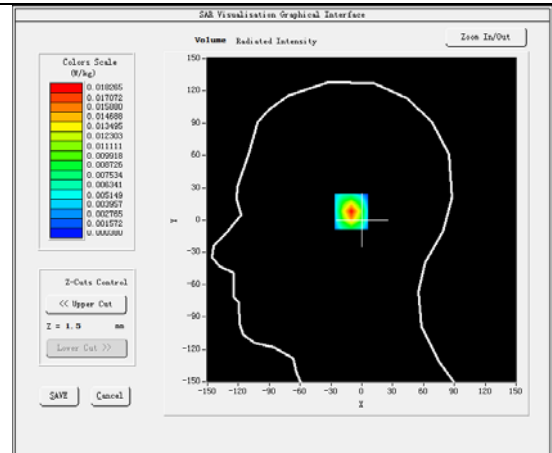 SAR Visualisation Graphical Interface
Volume Radiated Intensity
Zoom In/Out
Colors Scale
(W/kg)
0.018265
0.017072
0.015880
0.014688
0.013495
0.012303
0.011111
0.009918
0.008726
0.007534
0.006341
0.005149
0.003957
0.002765
0.001572
0.000380
Z-Cuts Control
<< Upper Cut
Z = 1.5 mm
Lower Cut >>
SAVE Cancel
150
120
90
60
30
0
-30
-60
-90
-120
-150
Y
-150 -120 -90 -60 -30 0 30 60 90 120 150
X